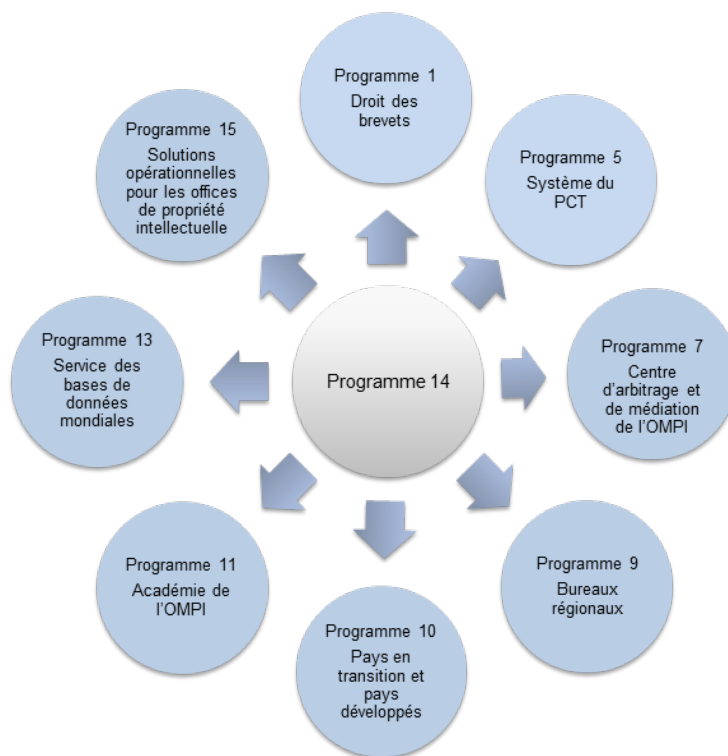 Programme 1
Droit des
brevets
Programme 5
Système du
PCT
Programme 7
Centre
d'arbitrage et
de médiation
de l'OMPI
Programme 9
Bureaux
régionaux
Programme 10
Pays en
transition et
pays
développés
Programme 11
Académie de
l'OMPI
Programme 13
Service des
bases de
données
mondiales
Programme 15
Solutions
opérationnelles
pour les offices
de propriété
intellectuelle
Programme 14